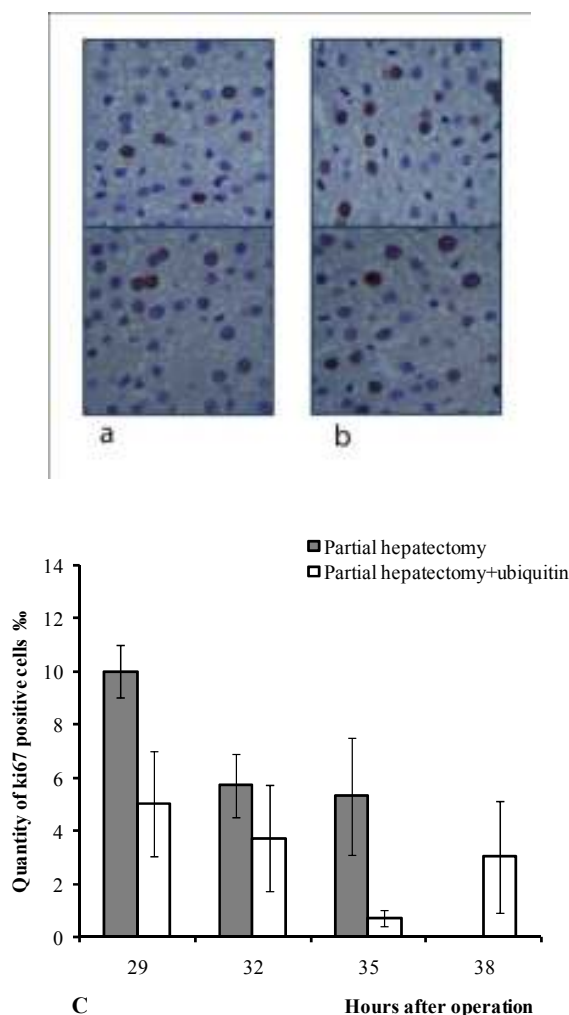 a
b
Partial hepatectomy
Partial hepatectomy+ubiquitin
Quantity of ki67 positive cells ‰
14
12
10
8
6
4
2
0
29
32
35
38
C
Hours after operation